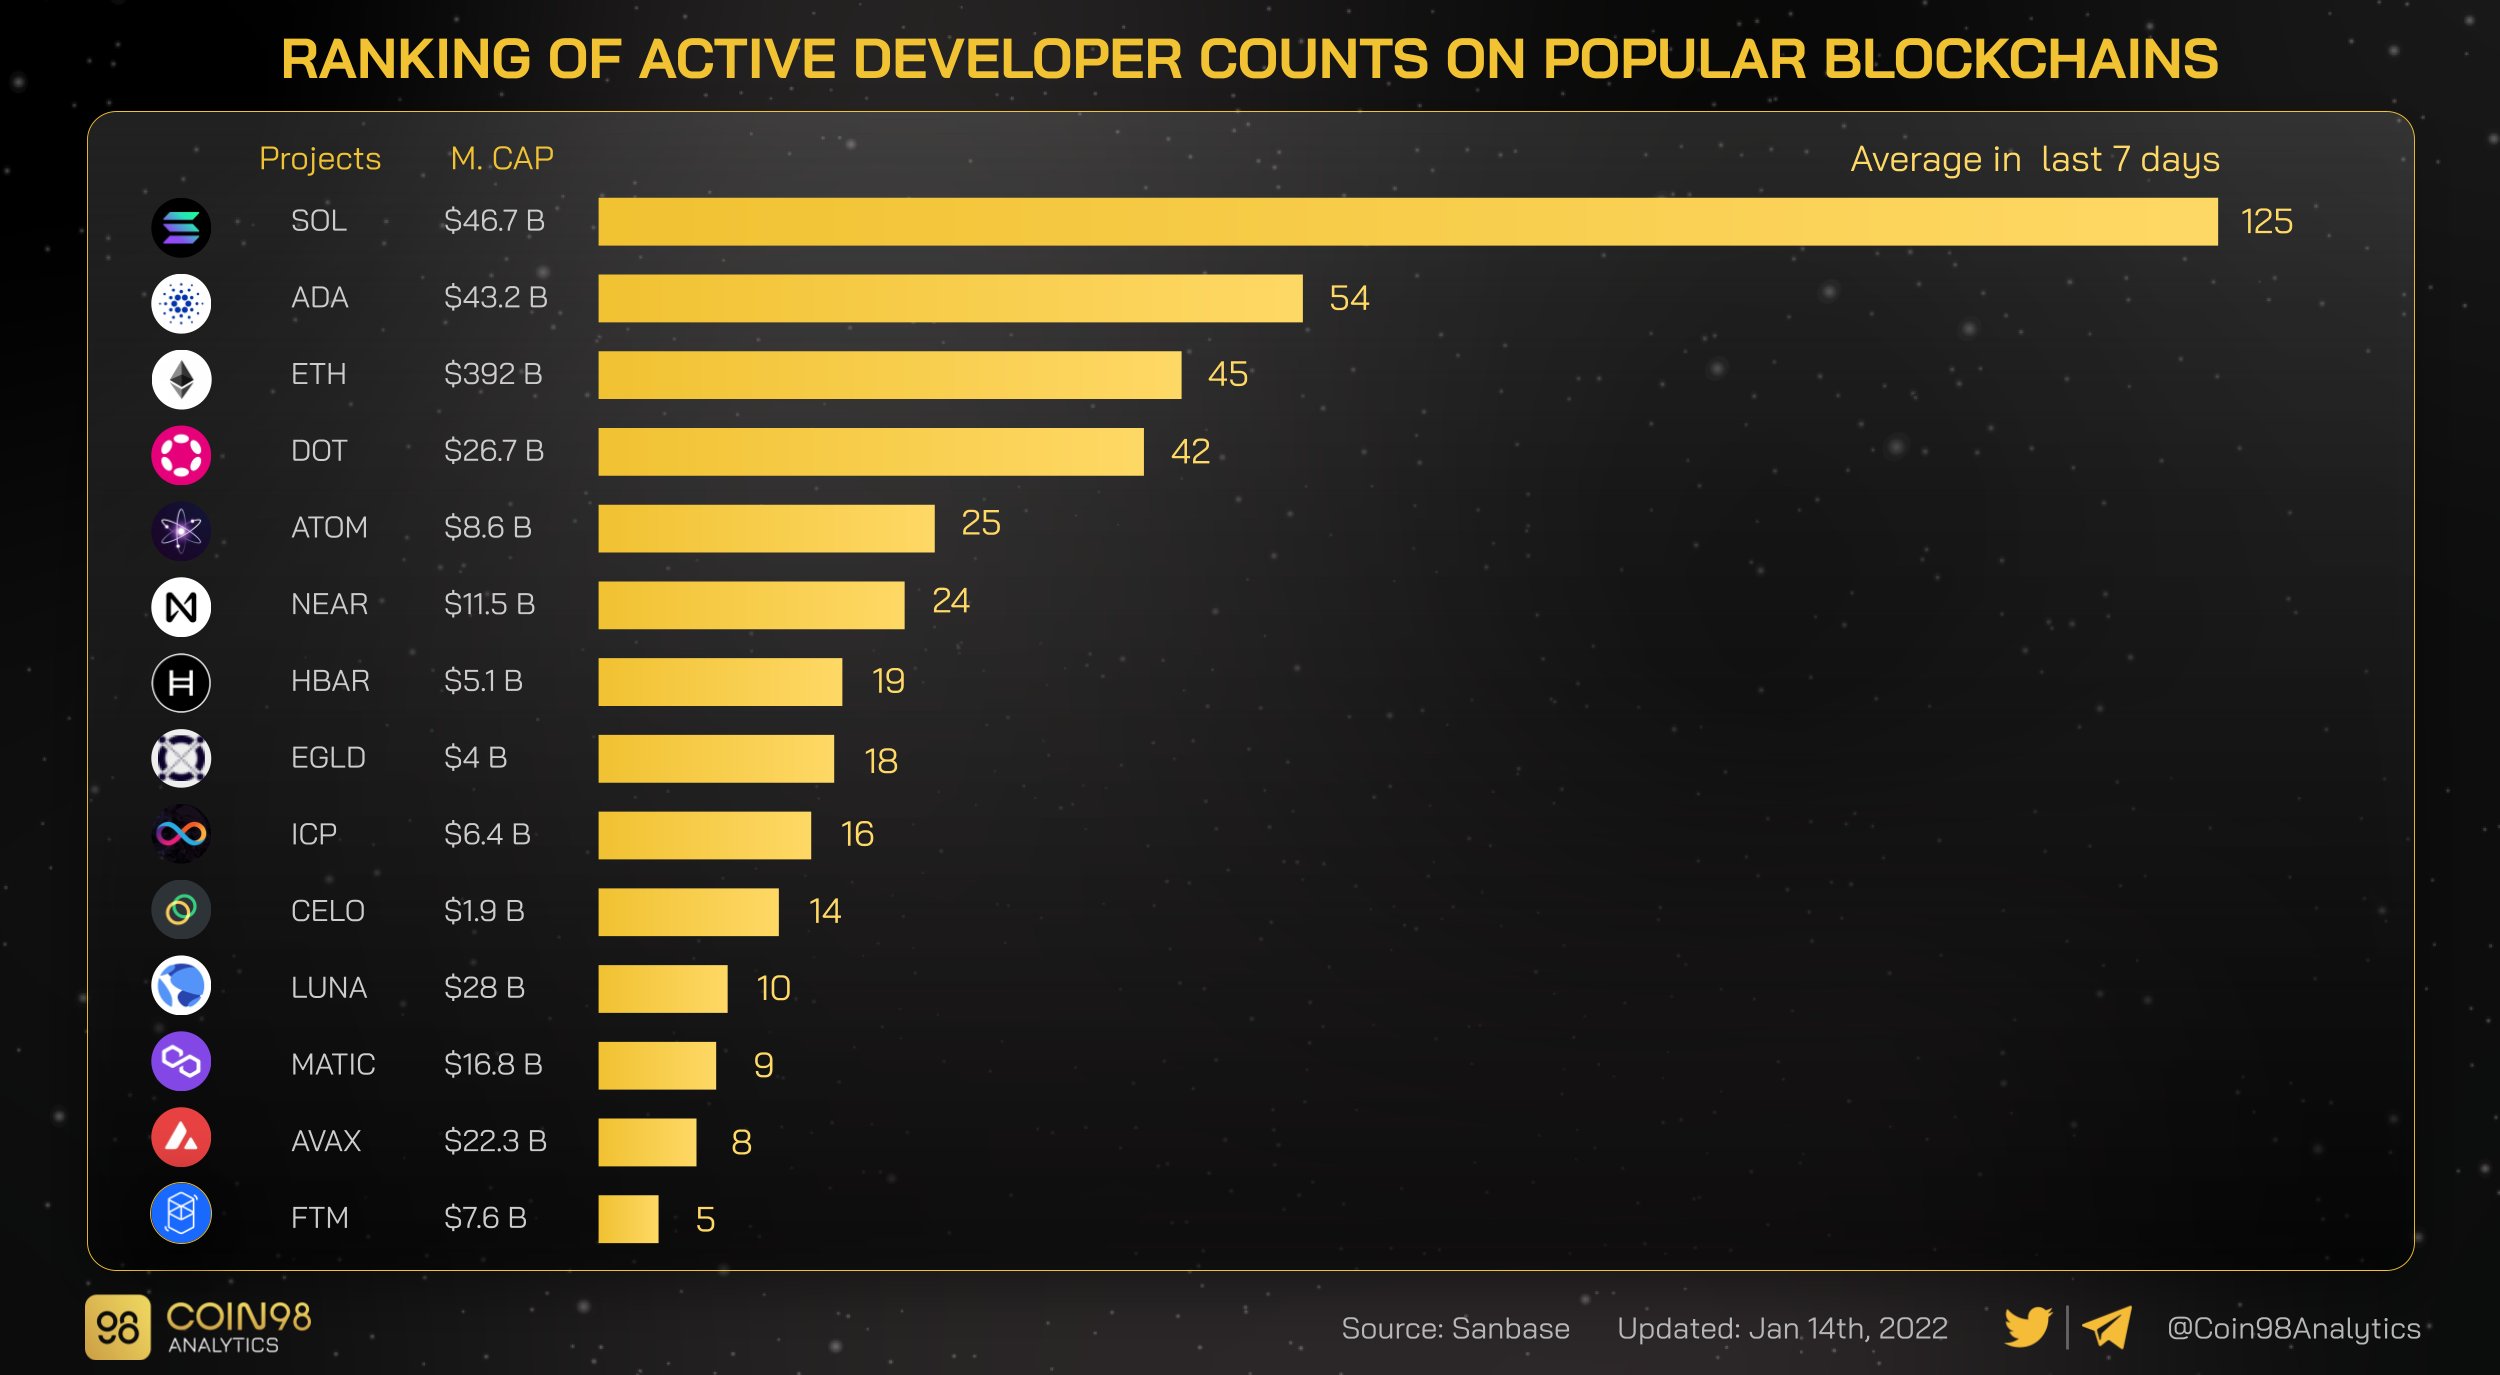 RANKING OF ACTIVE DEVELOPER COUNTS ON POPULAR BLOCKCHAINS
Projects M. CAP Average in last 7 days
SOL $46.7 B 125
ADA $43.2 B 54
ETH $392 B 45
DOT $26.7 B 42
ATOM $8.6 B 25
NEAR $11.5 B 24
HBAR $5.1 B 19
EGLD $4 B 18
ICP $6.4 B 16
CELO $1.9 B 14
LUNA $28 B 10
MATIC $16.8 B 9
AVAX $22.3 B 8
FTM $7.6 B 5
98 COIN98
ANALYTICS
Source: Sanbase Updated: Jan 14th, 2022 @Coin98Analytics